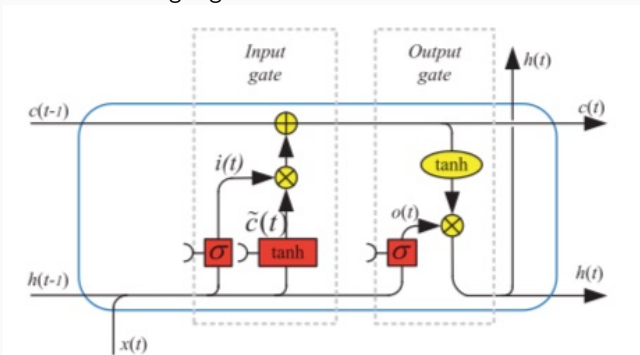 Input
gate
Output
gate
h(t)
c(t-1)
c(t)
i(t)
tanh
c̃(t)
o(t)
σ
tanh
σ
h(t-1)
h(t)
x(t)